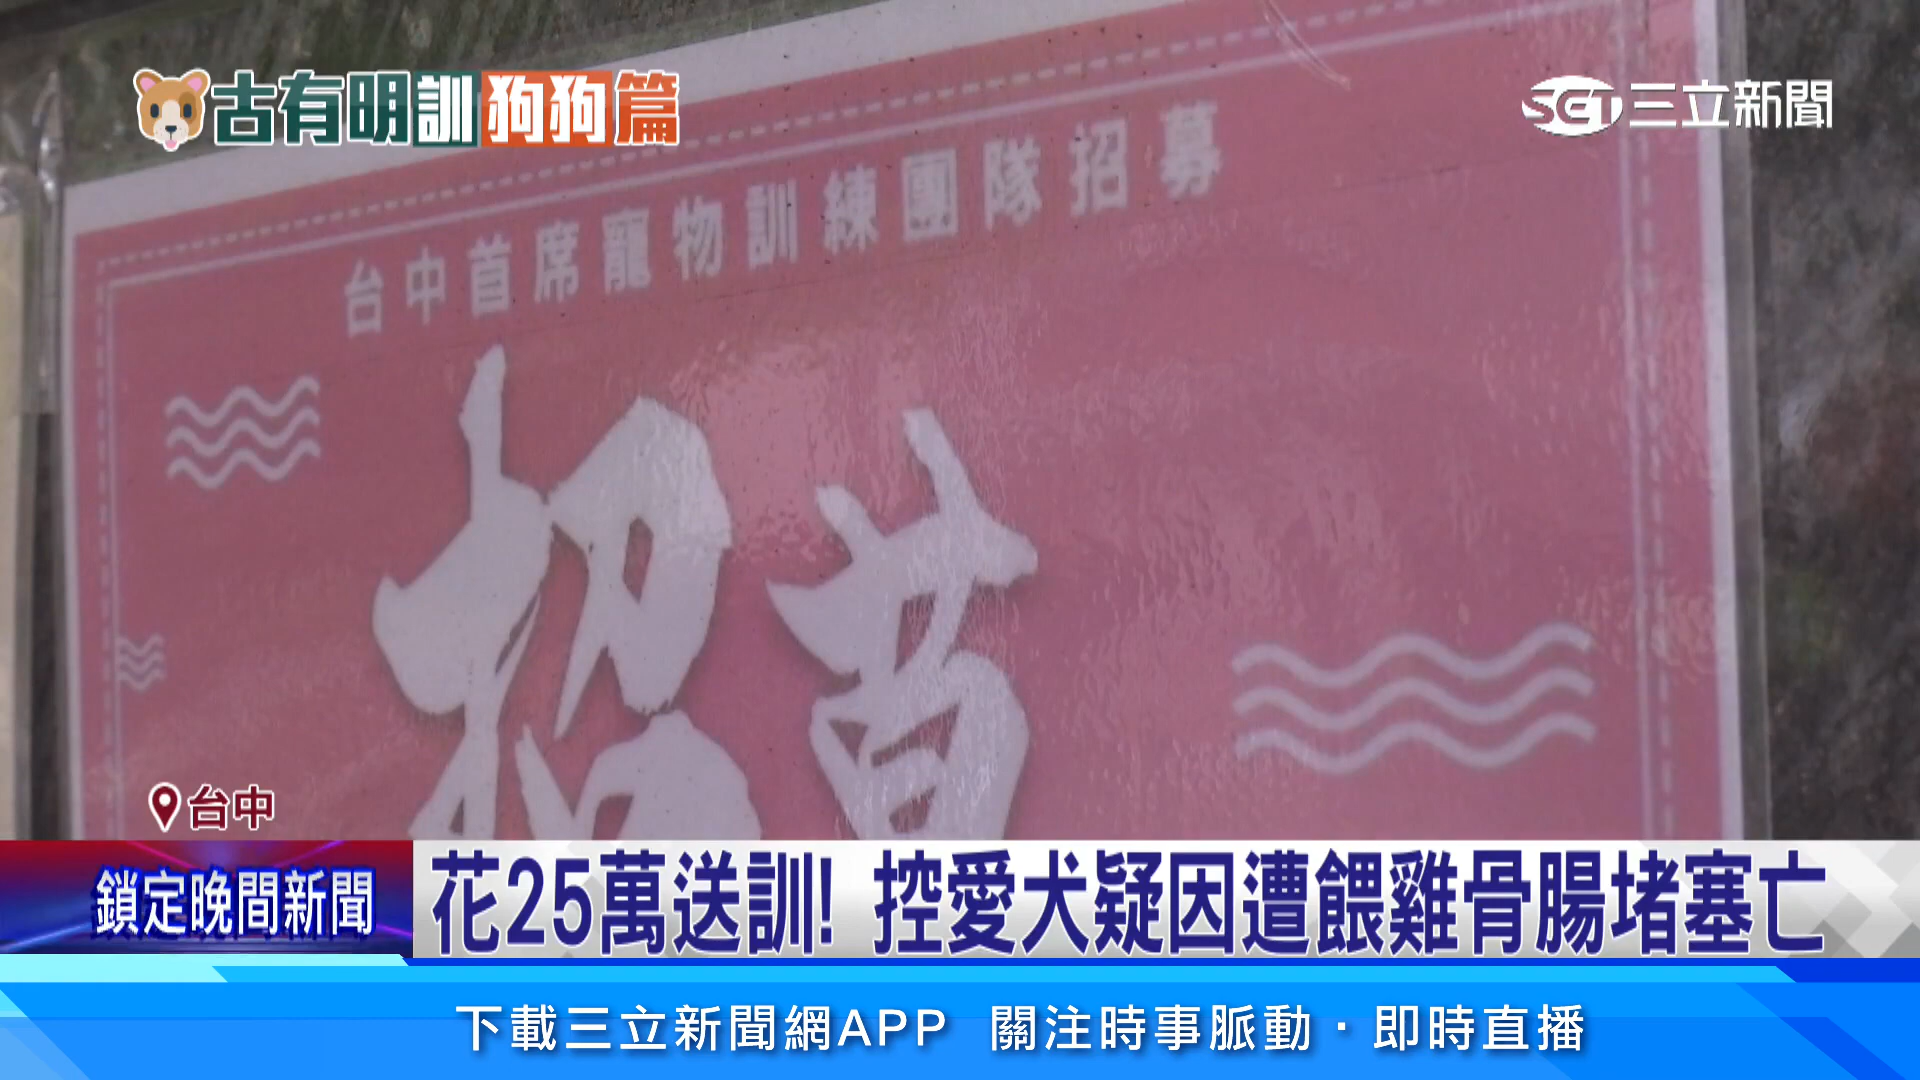 古有明訓狗狗篇
SET三立新聞
台中首席寵物訓練團隊招募
招
台中
鎖定晚間新聞
花25萬送訓! 控愛犬疑因遭餵雞骨腸堵塞亡
下載三立新聞網APP 關注時事脈動·即時直播